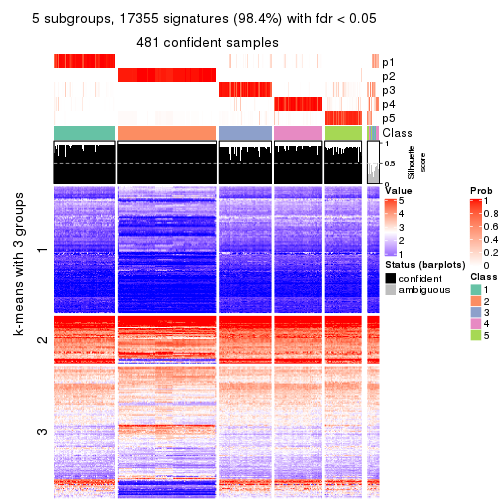 5 subgroups, 17355 signatures (98.4%) with fdr < 0.05
481 confident samples
p1
p2
p3
p4
p5
Class
1
0.5
0
Silhouette
score
k-means with 3 groups
1
2
3
Value
5
4
3
2
1
Status (barplots)
confident
ambiguous
Prob
1
0.8
0.6
0.4
0.2
0
Class
1
2
3
4
5